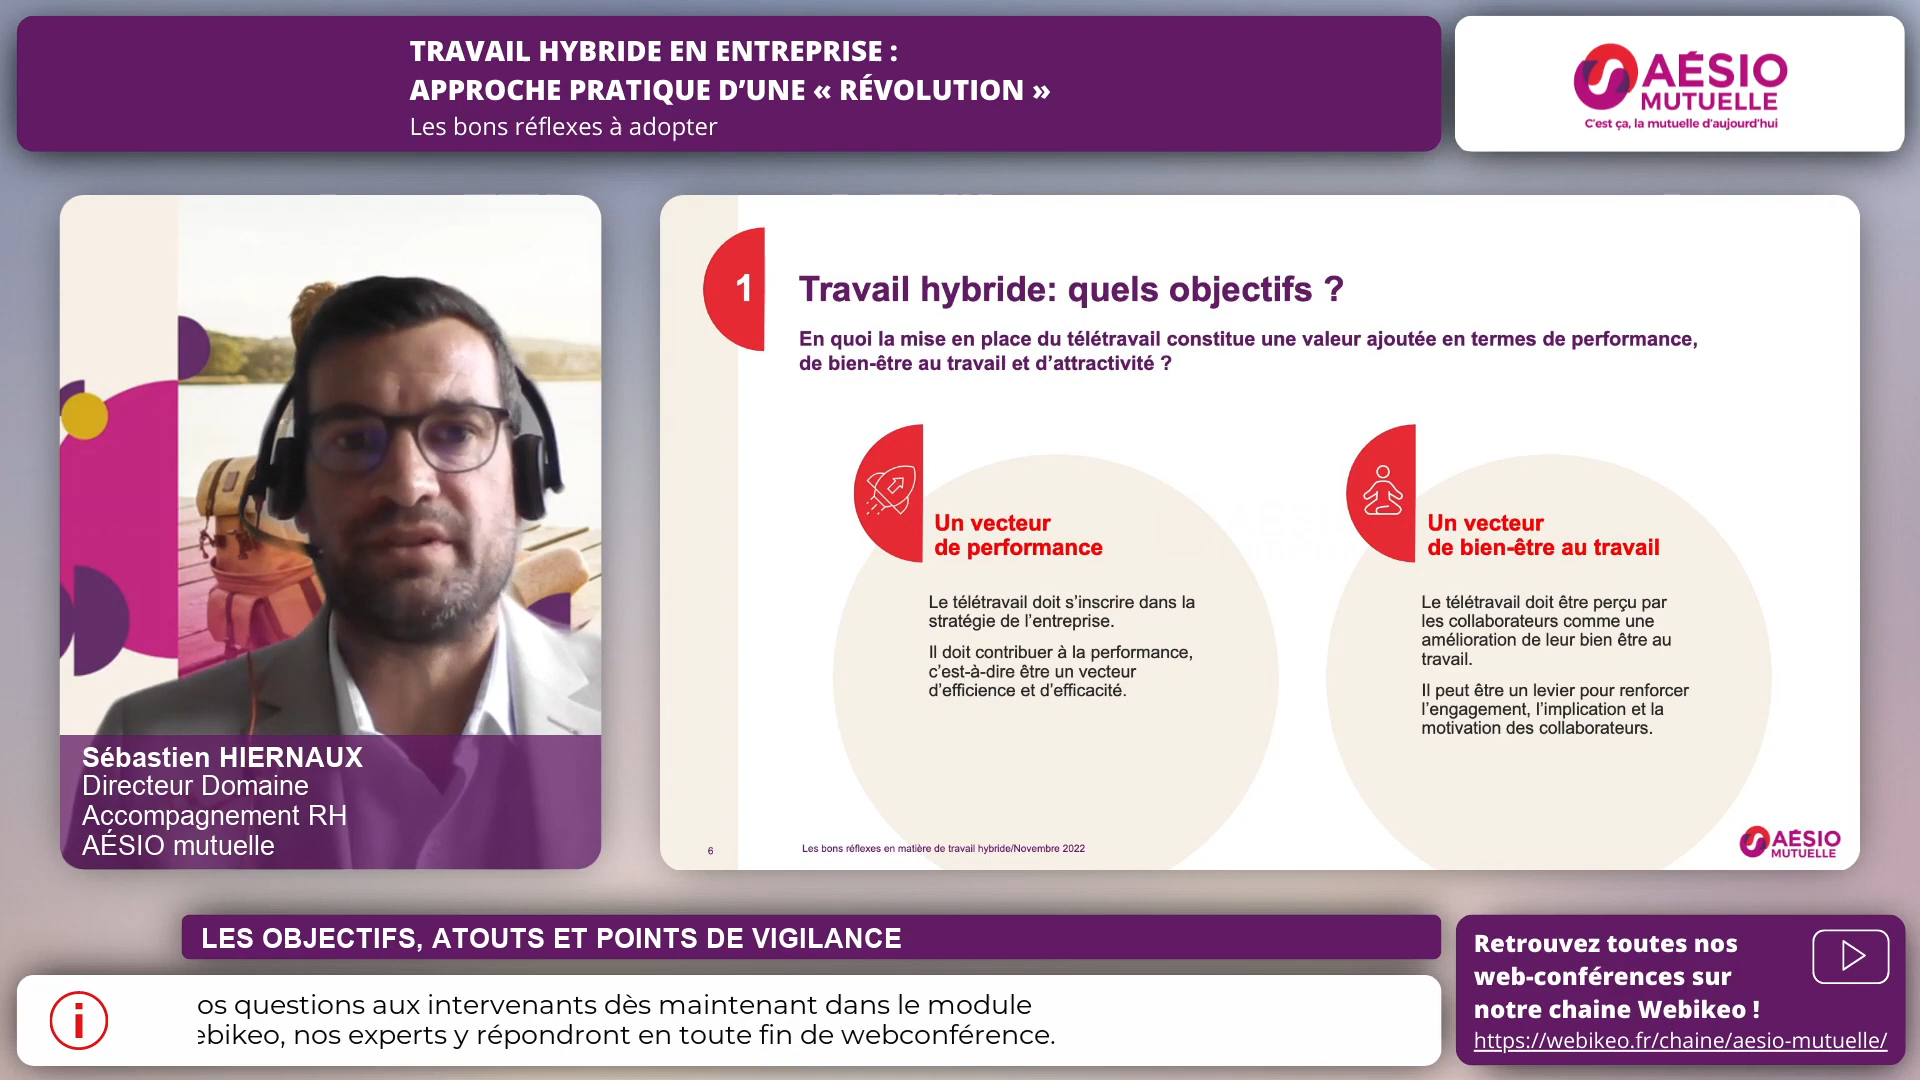 TRAVAIL HYBRIDE EN ENTREPRISE :
APPROCHE PRATIQUE D’UNE « RÉVOLUTION »
Les bons réflexes à adopter
AÉSIO
MUTUELLE
C'est ça, la mutuelle d'aujourd'hui
Sébastien HIERNAUX
Directeur Domaine
Accompagnement RH
AÉSIO mutuelle
1
Travail hybride: quels objectifs ?
En quoi la mise en place du télétravail constitue une valeur ajoutée en termes de performance,
de bien-être au travail et d’attractivité ?
Un vecteur
de performance
Le télétravail doit s’inscrire dans la
stratégie de l’entreprise.
Il doit contribuer à la performance,
c’est-à-dire être un vecteur
d’efficience et d’efficacité.
Un vecteur
de bien-être au travail
Le télétravail doit être perçu par
les collaborateurs comme une
amélioration de leur bien être au
travail.
Il peut être un levier pour renforcer
l’engagement, l’implication et la
motivation des collaborateurs.
6
Les bons réflexes en matière de travail hybride/Novembre 2022
AÉSIO
MUTUELLE
LES OBJECTIFS, ATOUTS ET POINTS DE VIGILANCE
i
os questions aux intervenants dès maintenant dans le module
ebikeo, nos experts y répondront en toute fin de webconférence.
Retrouvez toutes nos
web-conférences sur
notre chaine Webikeo !
https://webikeo.fr/chaine/aesio-mutuelle/